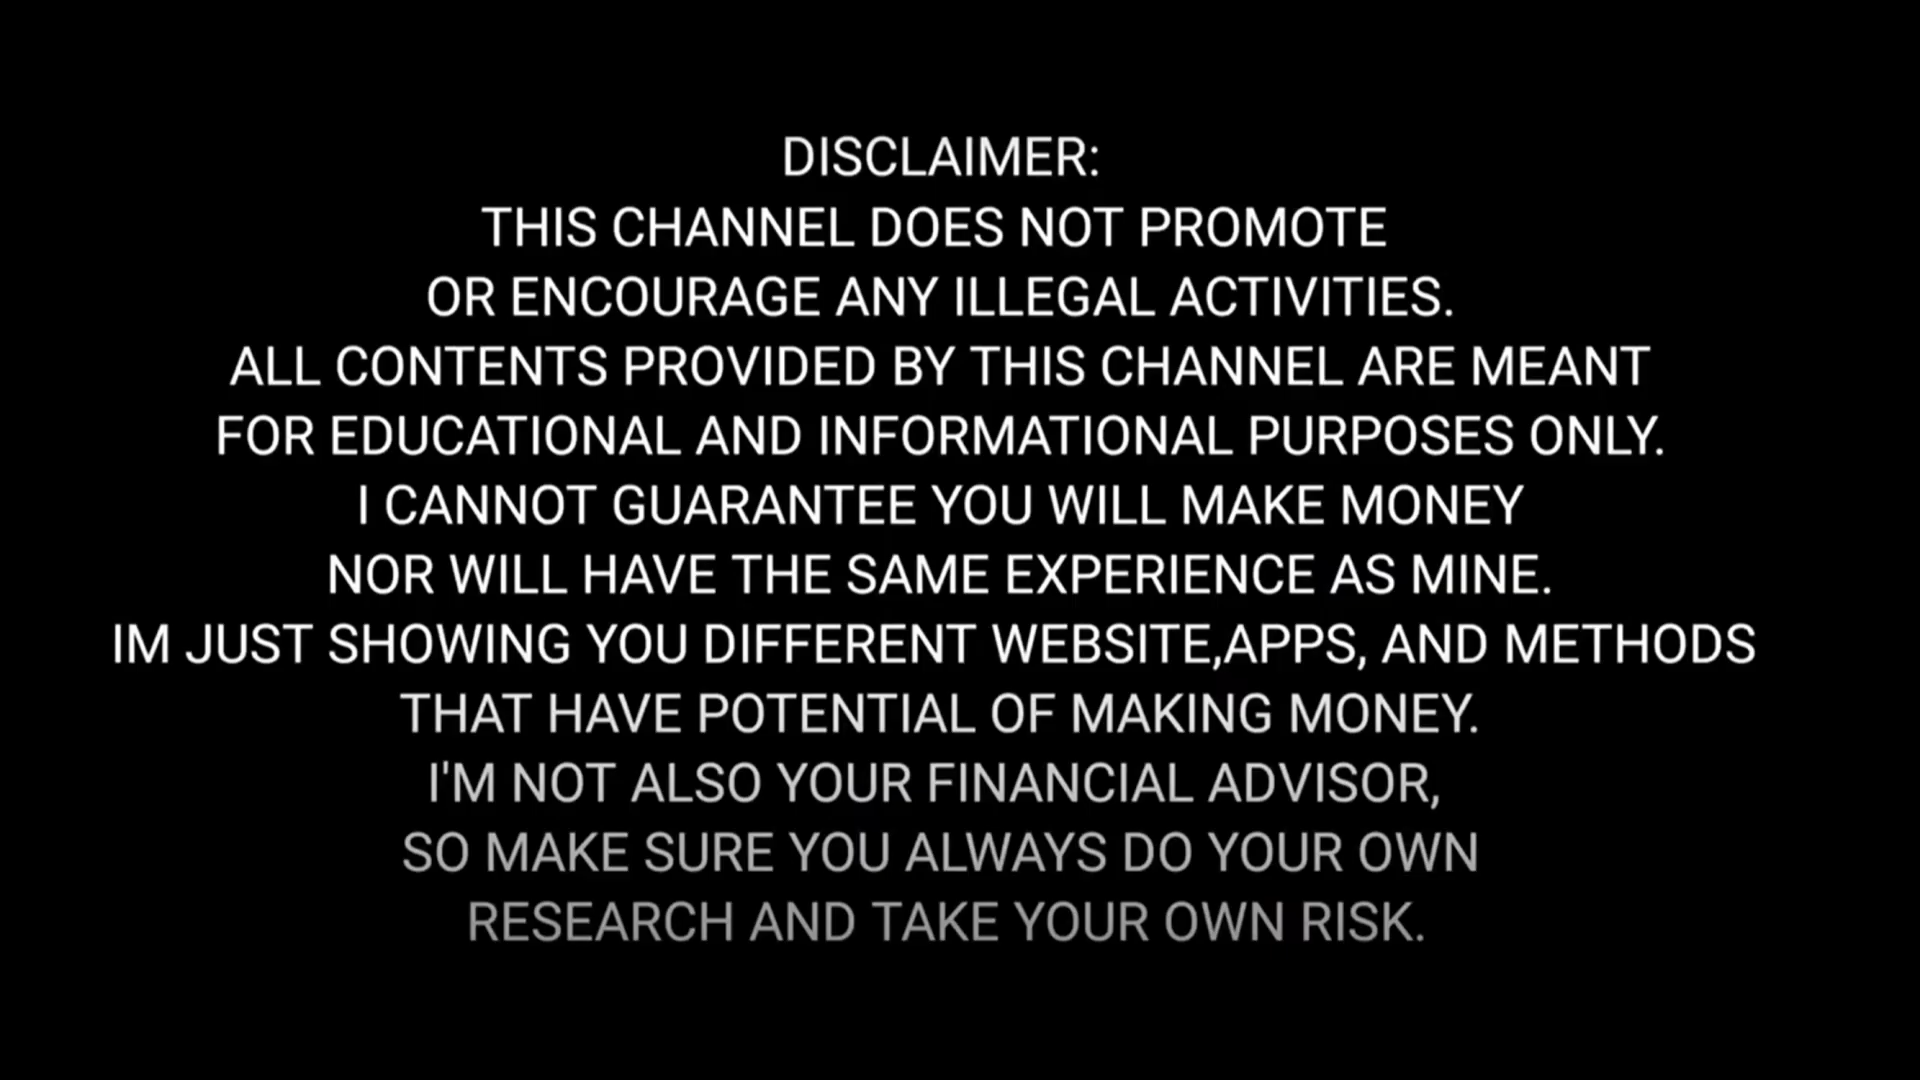 DISCLAIMER:
THIS CHANNEL DOES NOT PROMOTE
OR ENCOURAGE ANY ILLEGAL ACTIVITIES.
ALL CONTENTS PROVIDED BY THIS CHANNEL ARE MEANT
FOR EDUCATIONAL AND INFORMATIONAL PURPOSES ONLY.
I CANNOT GUARANTEE YOU WILL MAKE MONEY
NOR WILL HAVE THE SAME EXPERIENCE AS MINE.
IM JUST SHOWING YOU DIFFERENT WEBSITE,APPS, AND METHODS
THAT HAVE POTENTIAL OF MAKING MONEY.
I'M NOT ALSO YOUR FINANCIAL ADVISOR,
SO MAKE SURE YOU ALWAYS DO YOUR OWN
RESEARCH AND TAKE YOUR OWN RISK.